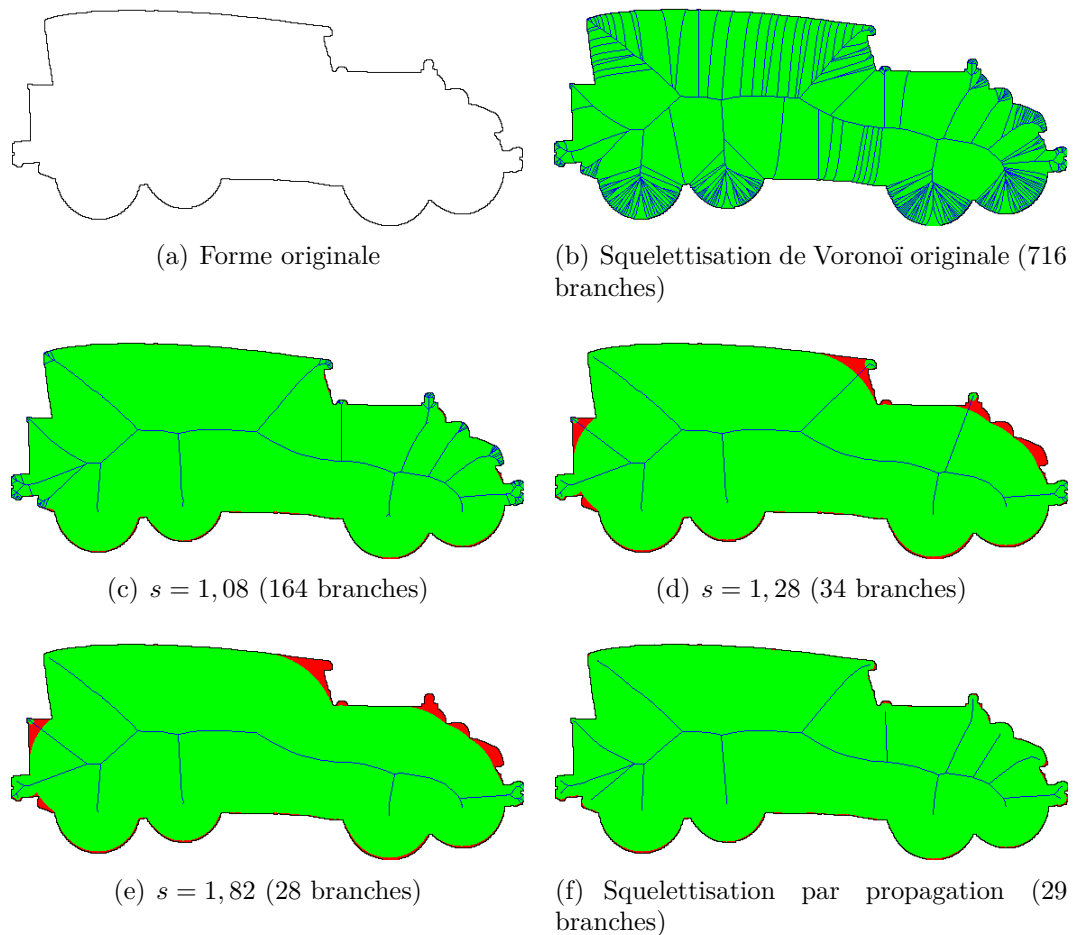 (a) Forme originale
(b) Squelettisation de Voronoï originale (716
branches)
(c) s = 1, 08 (164 branches)
(d) s = 1, 28 (34 branches)
(e) s = 1, 82 (28 branches)
(f) Squelettisation par propagation (29
branches)